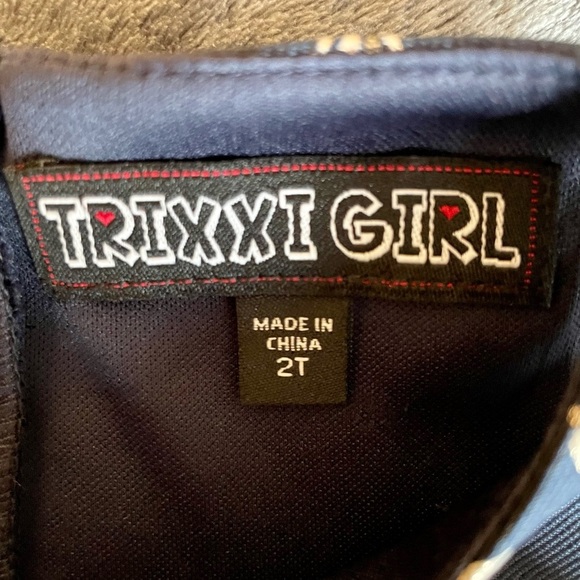 TRIXXI GIRL
MADE IN
CHINA
2T